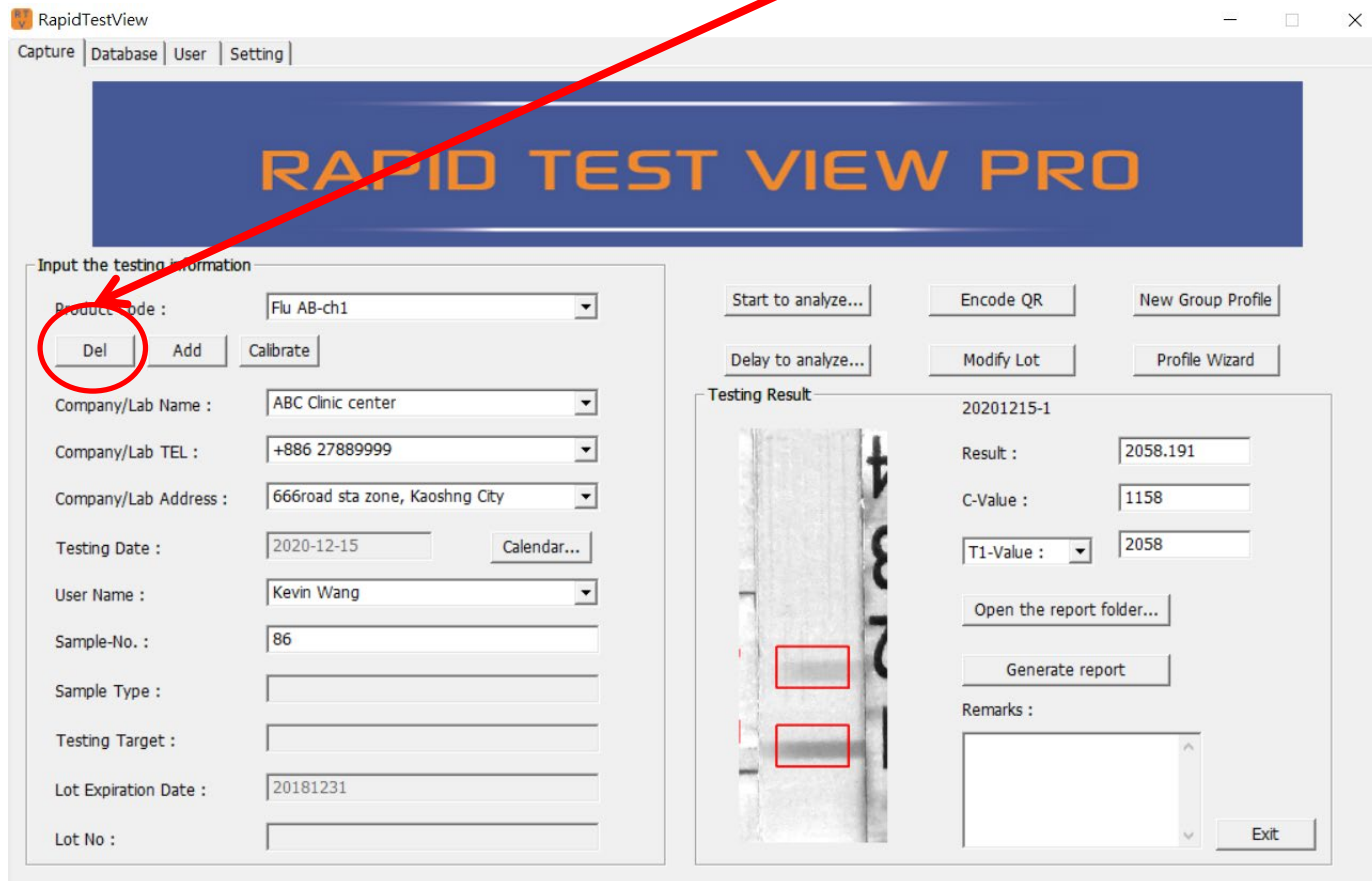 RTV RapidTestView
Capture Database User Setting
RAPID TEST VIEW PRO
Input the testing information
Product Code : Flu AB-ch1
Del Add Calibrate
Company/Lab Name : ABC Clinic center
Company/Lab TEL : +886 27889999
Company/Lab Address : 666road sta zone, Kaoshng City
Testing Date : 2020-12-15 Calendar...
User Name : Kevin Wang
Sample-No. : 86
Sample Type :
Testing Target :
Lot Expiration Date : 20181231
Lot No :
Start to analyze... Encode QR New Group Profile
Delay to analyze... Modify Lot Profile Wizard
Testing Result
20201215-1
4
3
2
1
Result : 2058.191
C-Value : 1158
T1-Value : 2058
Open the report folder...
Generate report
Remarks :
Exit